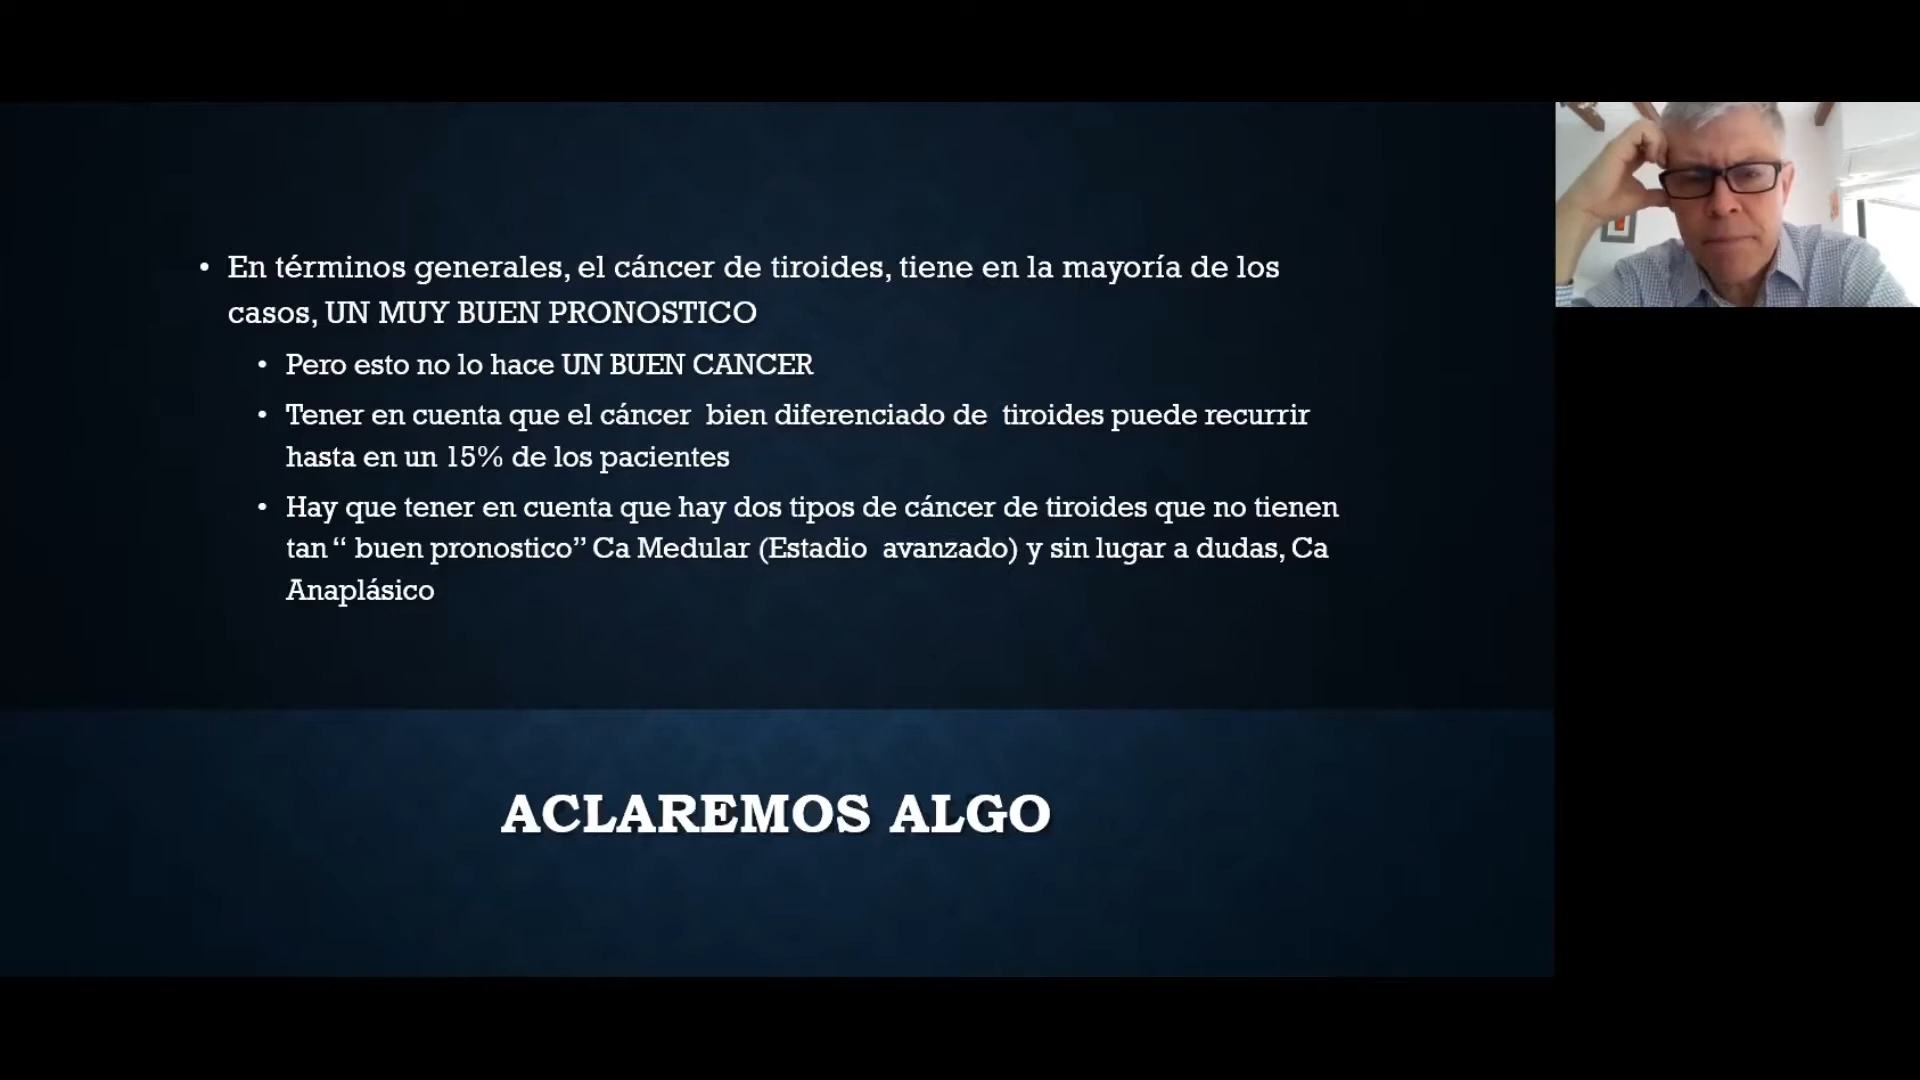 • En términos generales, el cáncer de tiroides, tiene en la mayoría de los
casos, UN MUY BUEN PRONOSTICO
• Pero esto no lo hace UN BUEN CANCER
• Tener en cuenta que el cáncer  bien diferenciado de  tiroides puede recurrir
hasta en un 15% de los pacientes
• Hay que tener en cuenta que hay dos tipos de cáncer de tiroides que no tienen
tan “ buen pronostico” Ca Medular (Estadio  avanzado) y sin lugar a dudas, Ca
Anaplásico
ACLAREMOS ALGO